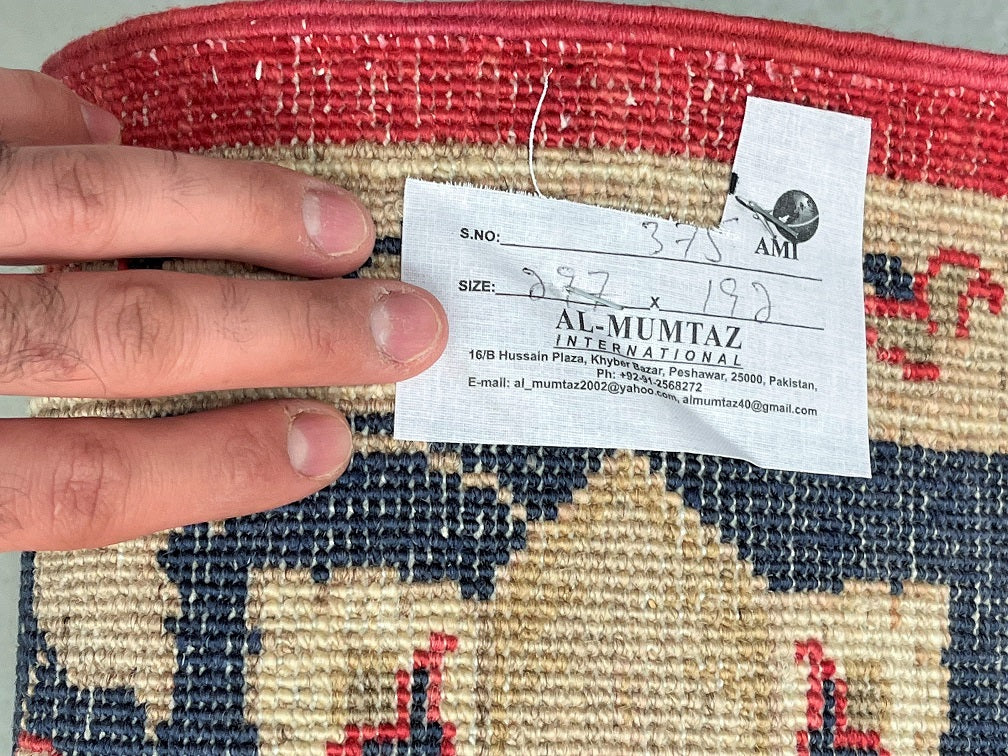 AMI
S.NO: 375
SIZE: 297 x 192
AL-MUMTAZ
INTERNATIONAL
16/B Hussain Plaza, Khyber Bazar, Peshawar, 25000, Pakistan,
Ph: +92-91-2568272
E-mail: al_mumtaz2002@yahoo.com, almumtaz40@gmail.com